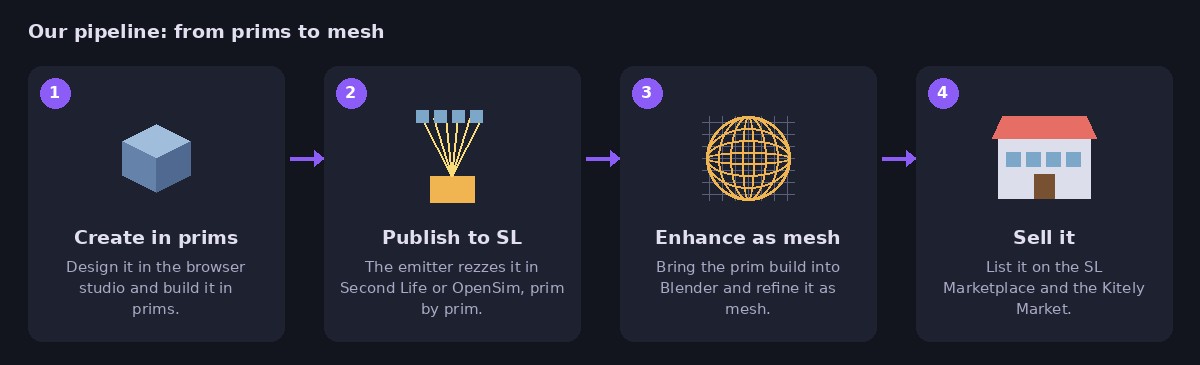 Our pipeline: from prims to mesh
1
Create in prims
Design it in the browser
studio and build it in
prims.
2
Publish to SL
The emitter rezzes it in
Second Life or OpenSim, prim
by prim.
3
Enhance as mesh
Bring the prim build into
Blender and refine it as
mesh.
4
Sell it
List it on the SL
Marketplace and the Kitely
Market.